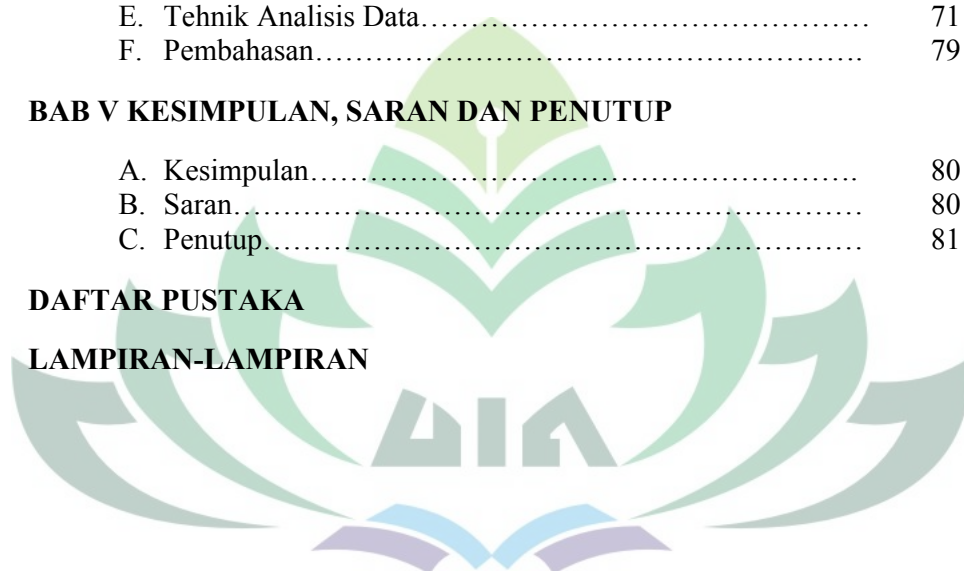 E. Tehnik Analisis Data……………………………………………… 71
F. Pembahasan…………………………………………………………. 79
BAB V KESIMPULAN, SARAN DAN PENUTUP
A. Kesimpulan…………………………………………………………. 80
B. Saran………………………………………………………………… 80
C. Penutup……………………………………………………………… 81
DAFTAR PUSTAKA
LAMPIRAN-LAMPIRAN
UIN